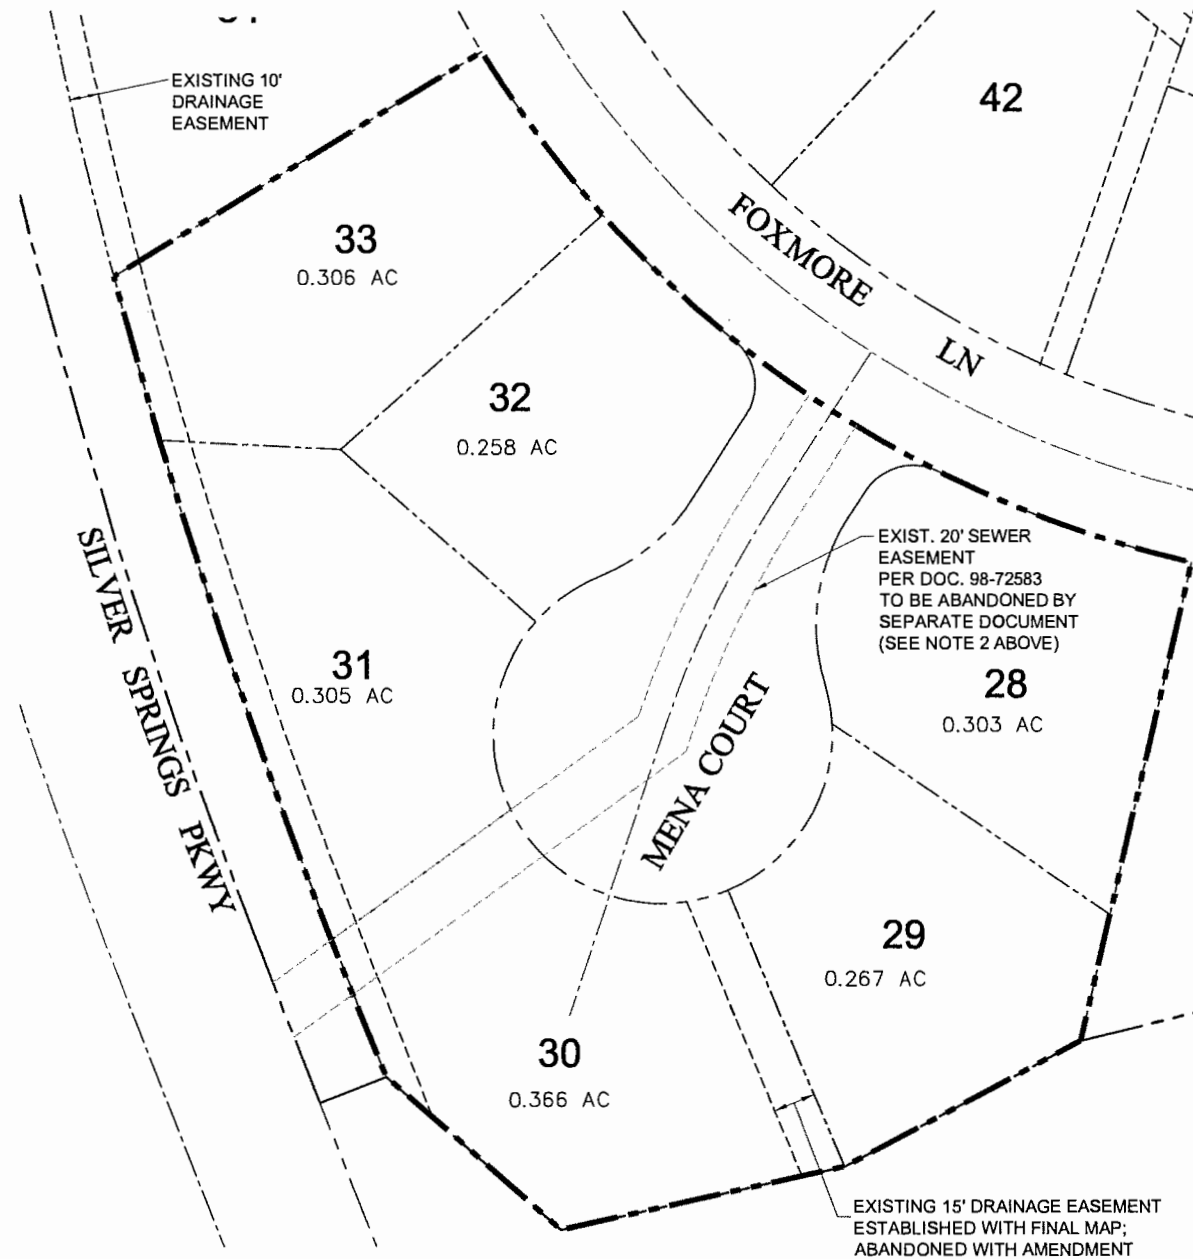 EXISTING 10'
DRAINAGE
EASEMENT
42
33
0.306 AC
FOXMORE LN
32
0.258 AC
SILVER SPRINGS PKWY
EXIST. 20' SEWER
EASEMENT
PER DOC. 98-72583
TO BE ABANDONED BY
SEPARATE DOCUMENT
(SEE NOTE 2 ABOVE)
31
0.305 AC
28
0.303 AC
MENA COURT
29
0.267 AC
30
0.366 AC
EXISTING 15' DRAINAGE EASEMENT
ESTABLISHED WITH FINAL MAP;
ABANDONED WITH AMENDMENT